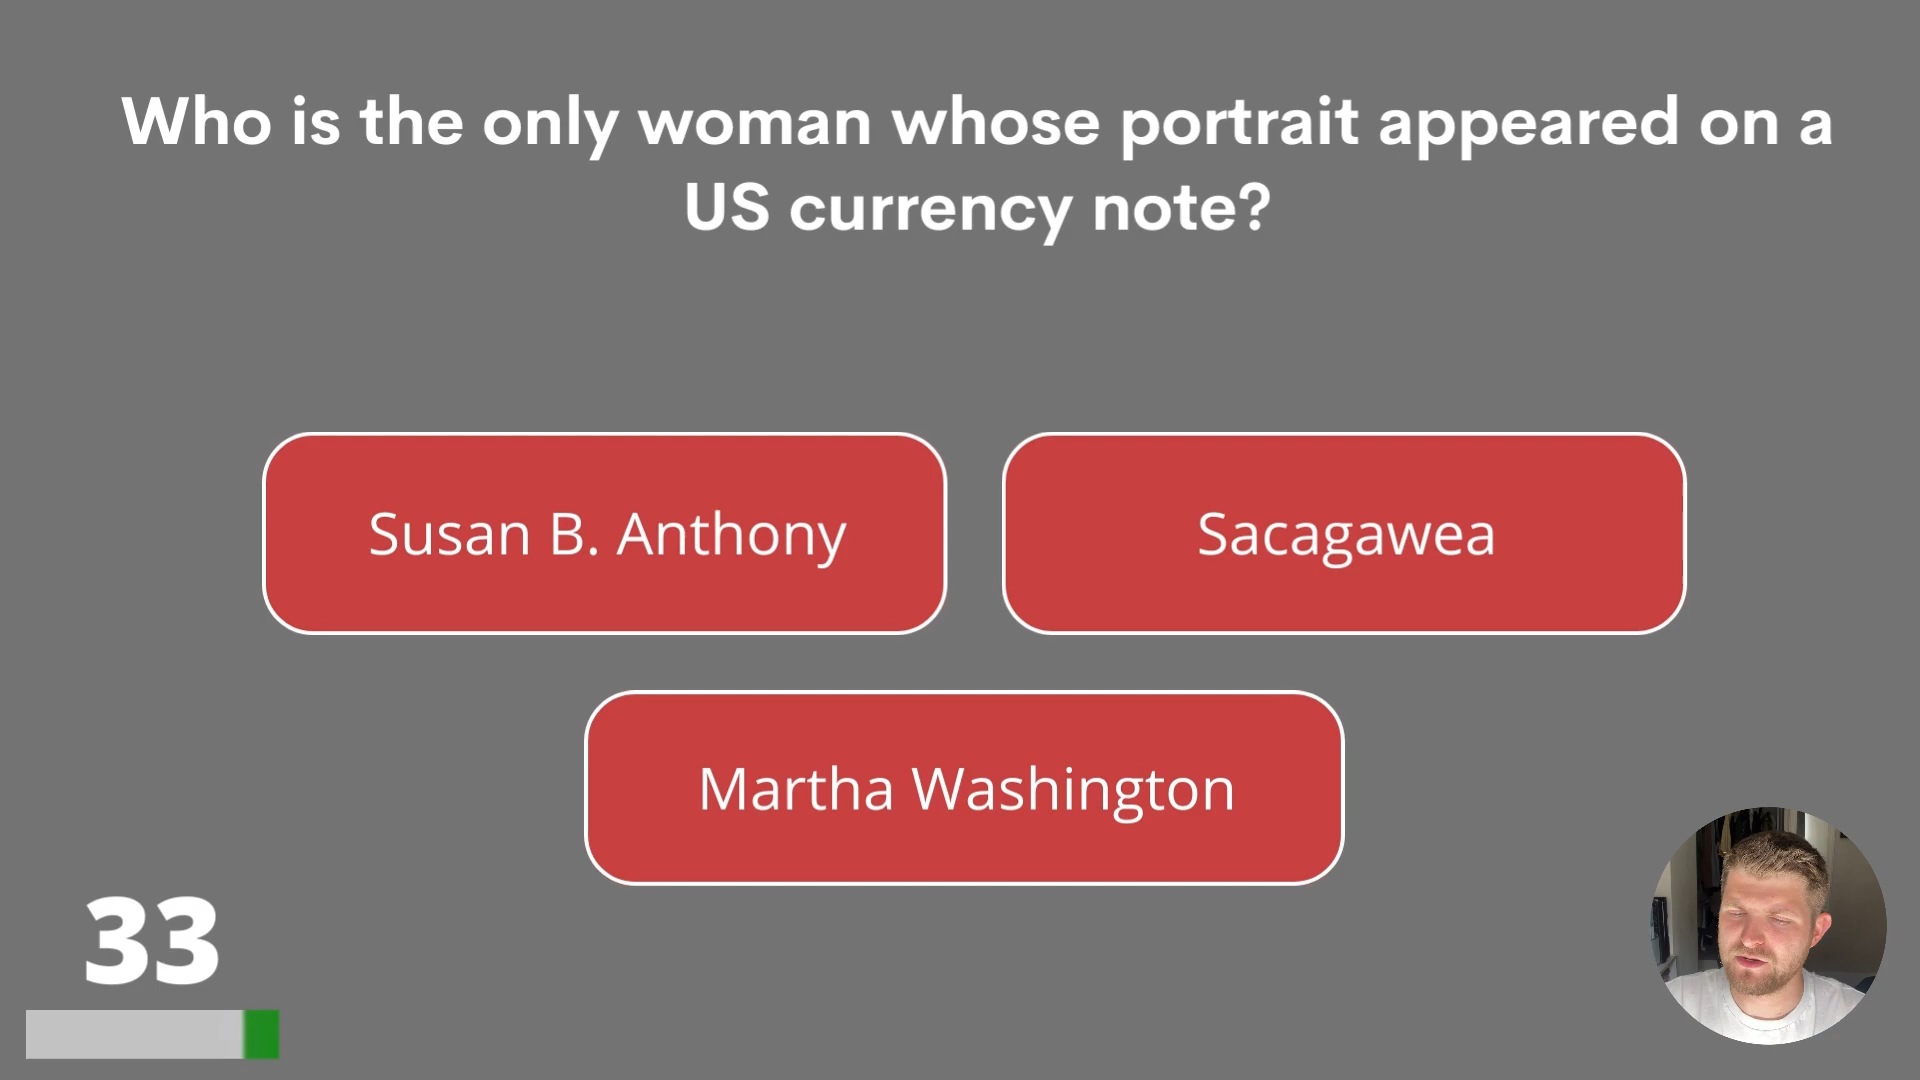 Who is the only woman whose portrait appeared on a
US currency note?
Susan B. Anthony
Sacagawea
Martha Washington
33